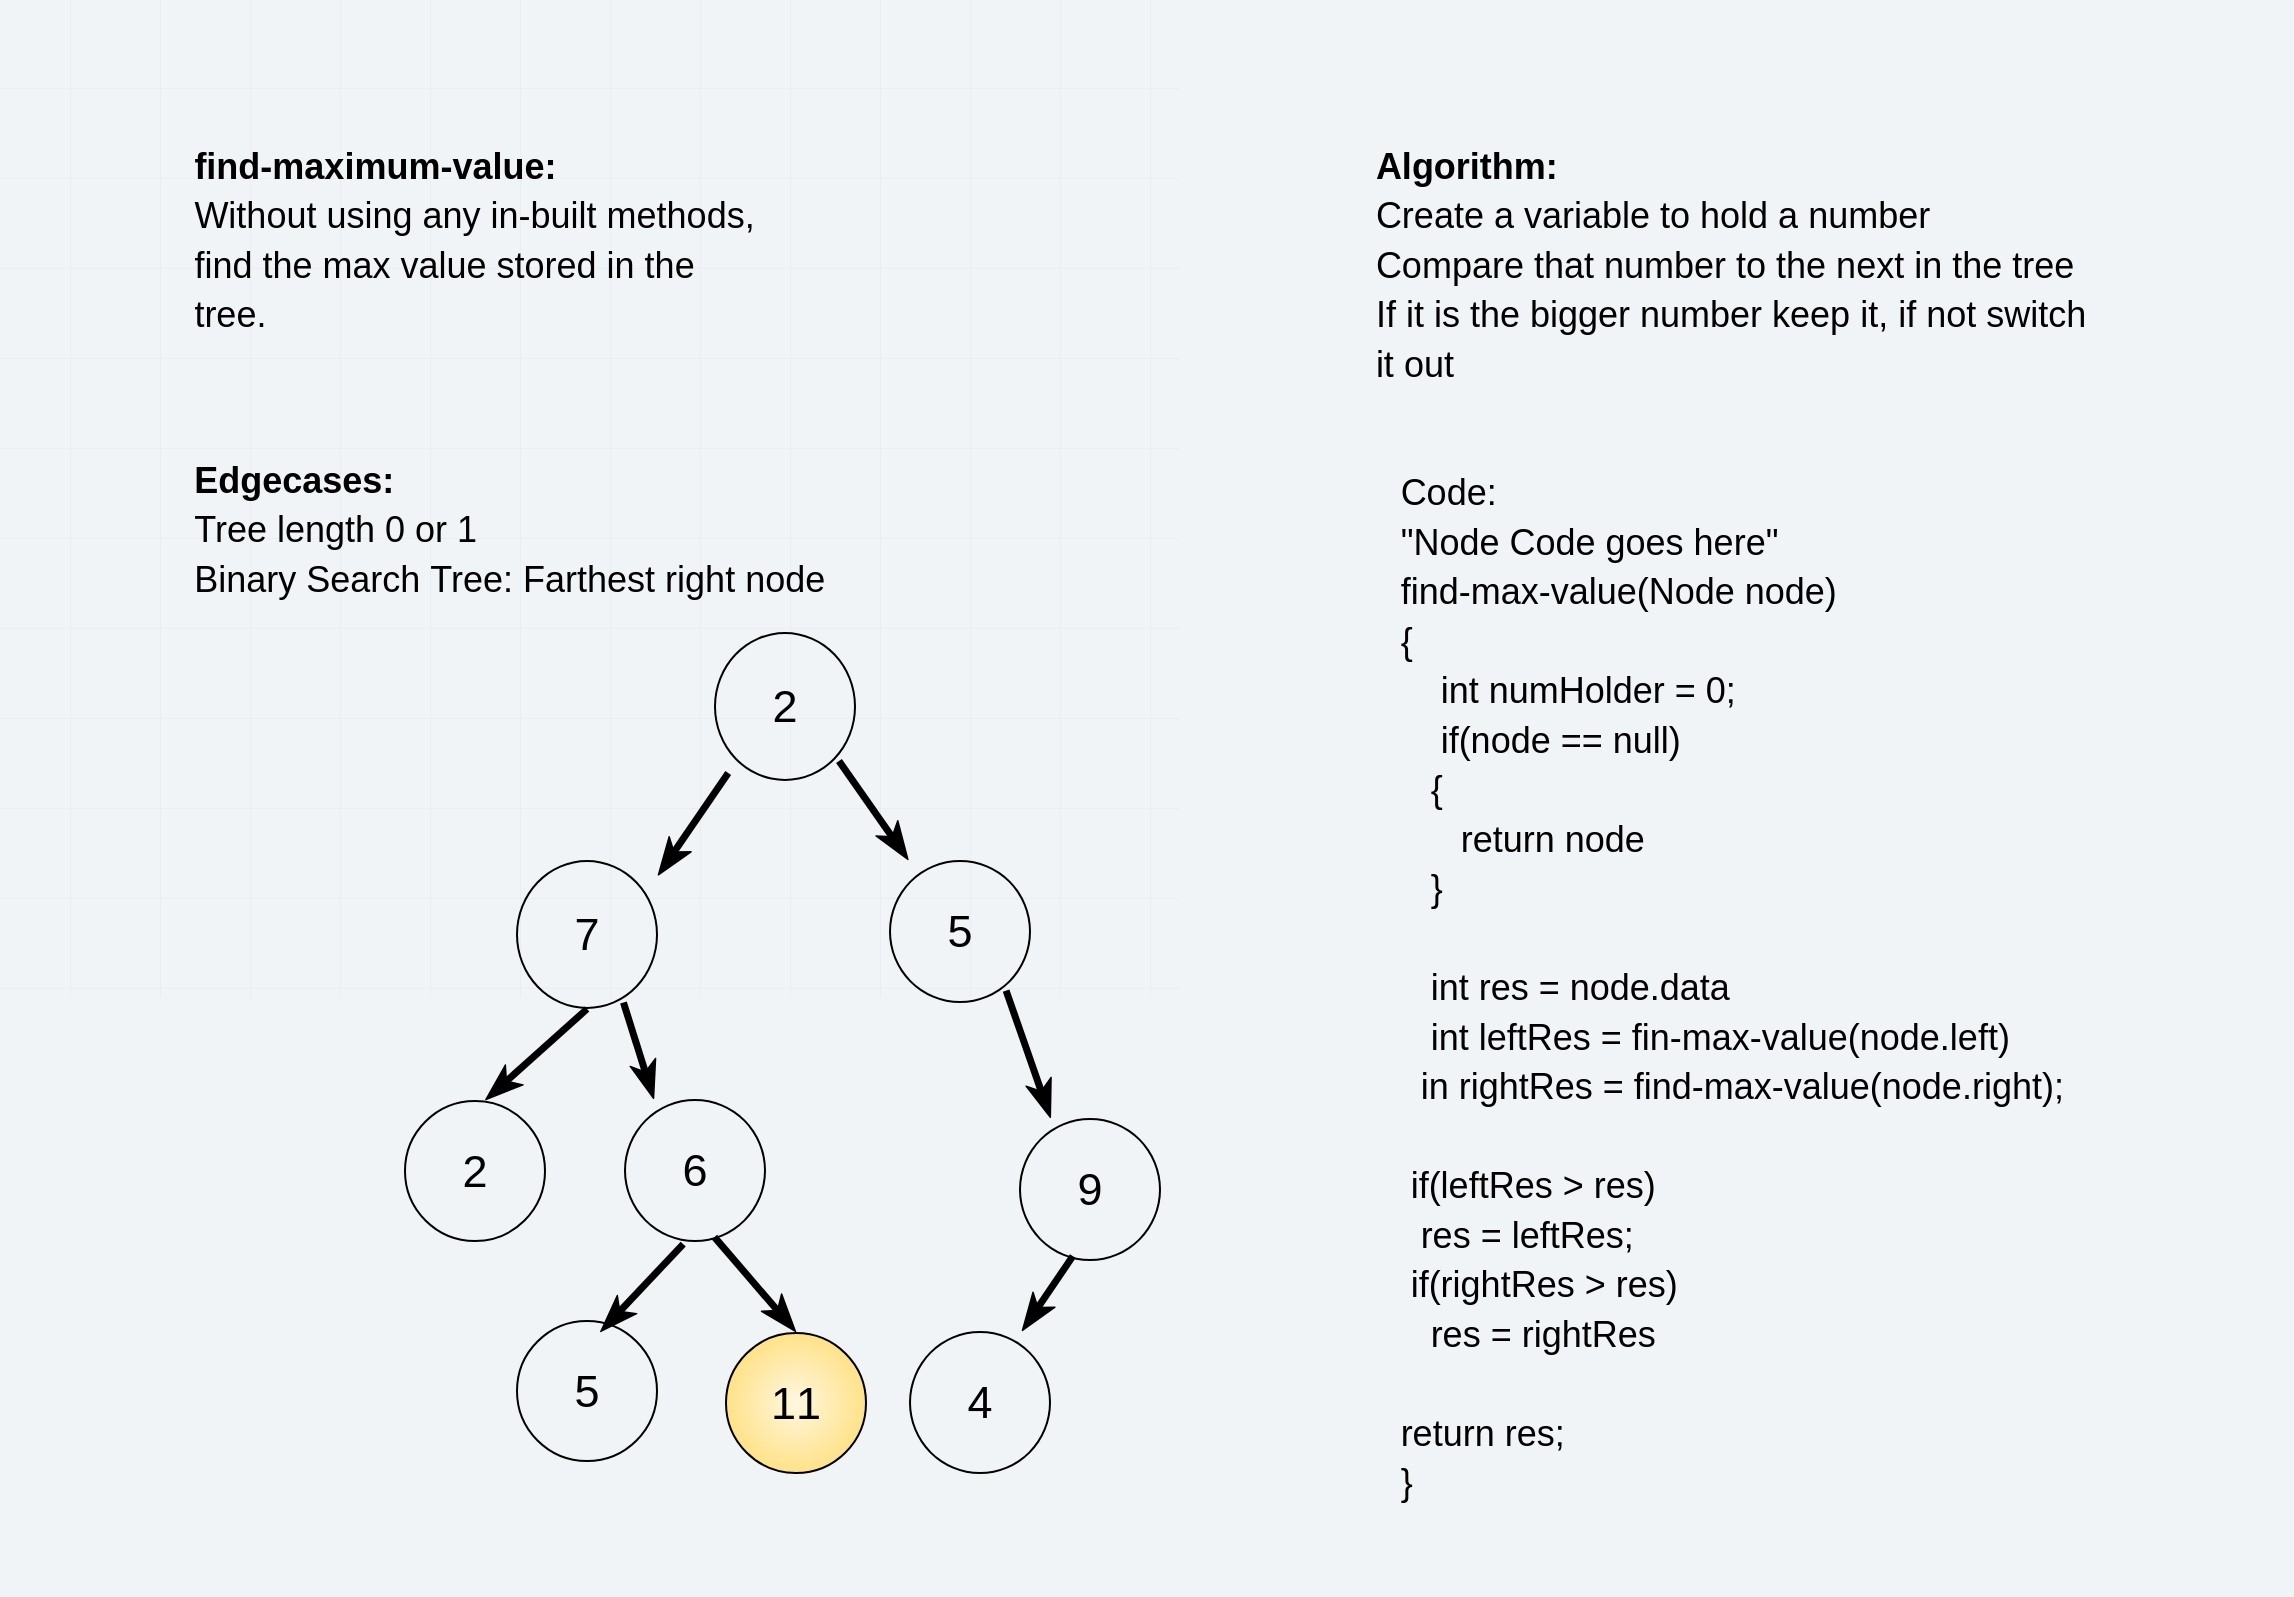 find-maximum-value:
Without using any in-built methods,
find the max value stored in the
tree.
Edgecases:
Tree length 0 or 1
Binary Search Tree: Farthest right node
2
7
5
2
6
9
5
11
4
Algorithm:
Create a variable to hold a number
Compare that number to the next in the tree
If it is the bigger number keep it, if not switch
it out
Code:
"Node Code goes here"
find-max-value(Node node)
{
int numHolder = 0;
if(node == null)
{
return node
}
int res = node.data
int leftRes = fin-max-value(node.left)
in rightRes = find-max-value(node.right);
if(leftRes > res)
res = leftRes;
if(rightRes > res)
res = rightRes
return res;
}